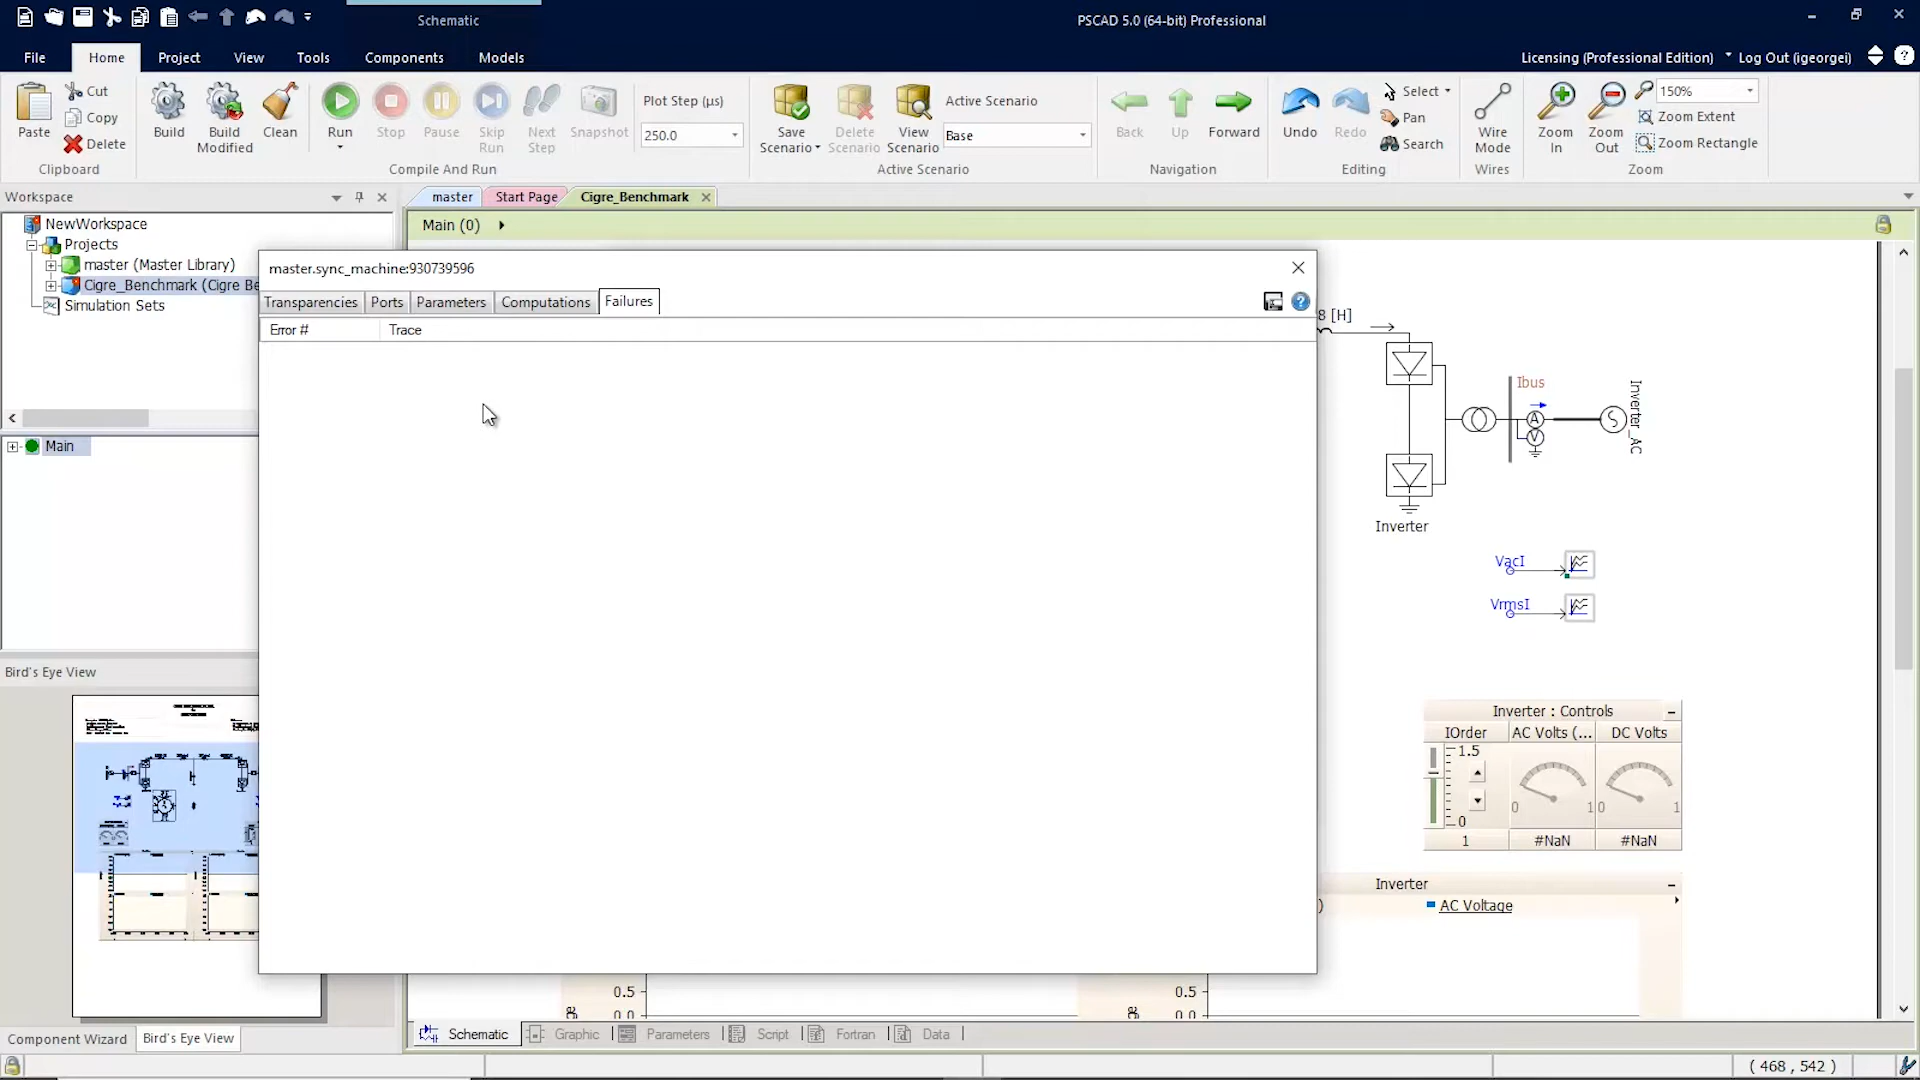 Schematic
PSCAD 5.0 (64-bit) Professional
File
Home
Project
View
Tools
Components
Models
Licensing (Professional Edition)
Log Out (igeorgei)
Paste
Cut
Copy
Delete
Clipboard
Build
Build Modified
Clean
Run
Stop
Pause
Skip Run
Next Step
Snapshot
Plot Step (µs)
250.0
Compile And Run
Save Scenario
Delete Scenario
View Scenario
Active Scenario
Base
Active Scenario
Back
Up
Forward
Navigation
Undo
Redo
Select
Pan
Search
Editing
Wire Mode
Wires
Zoom In
Zoom Out
150%
Zoom Extent
Zoom Rectangle
Zoom
Workspace
master
Start Page
Cigre_Benchmark
NewWorkspace
Projects
master (Master Library)
Cigre_Benchmark (Cigre Be
Simulation Sets
Main (0)
master.sync_machine:930739596
Transparencies
Ports
Parameters
Computations
Failures
Error #
Trace
8 [H]
Ibus
A
V
S
Inverter_AC
Inverter
VacI
VrmsI
Main
Bird's Eye View
Inverter : Controls
IOrder
AC Volts (...
DC Volts
1.5
0
0
1
0
1
1
#NaN
#NaN
Inverter
)
AC Voltage
0.5
0.0
0.5
0.0
Component Wizard
Bird's Eye View
Schematic
Graphic
Parameters
Script
Fortran
Data
( 468 , 542 )